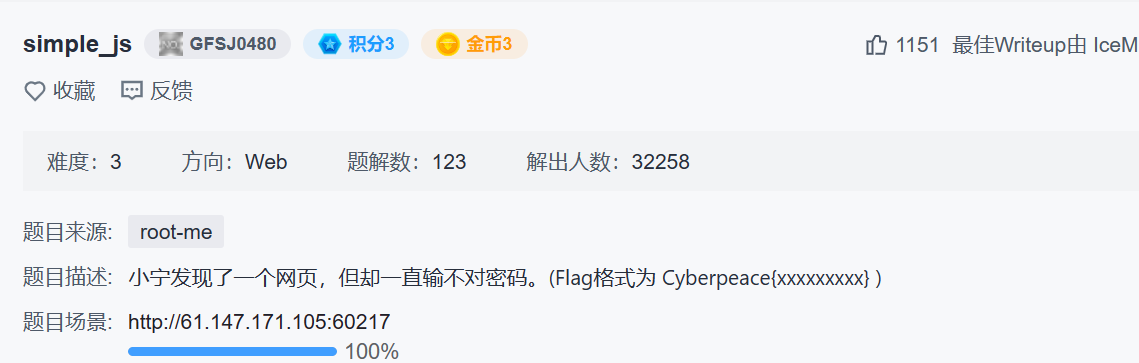 simple_js GFSJ0480 积分3 金币3 1151 最佳Writeup由 IceM
收藏 反馈
难度：3 方向：Web 题解数：123 解出人数：32258
题目来源: root-me
题目描述: 小宁发现了一个网页，但却一直输不对密码。(Flag格式为 Cyberpeace{xxxxxxxxx} )
题目场景: http://61.147.171.105:60217
100%